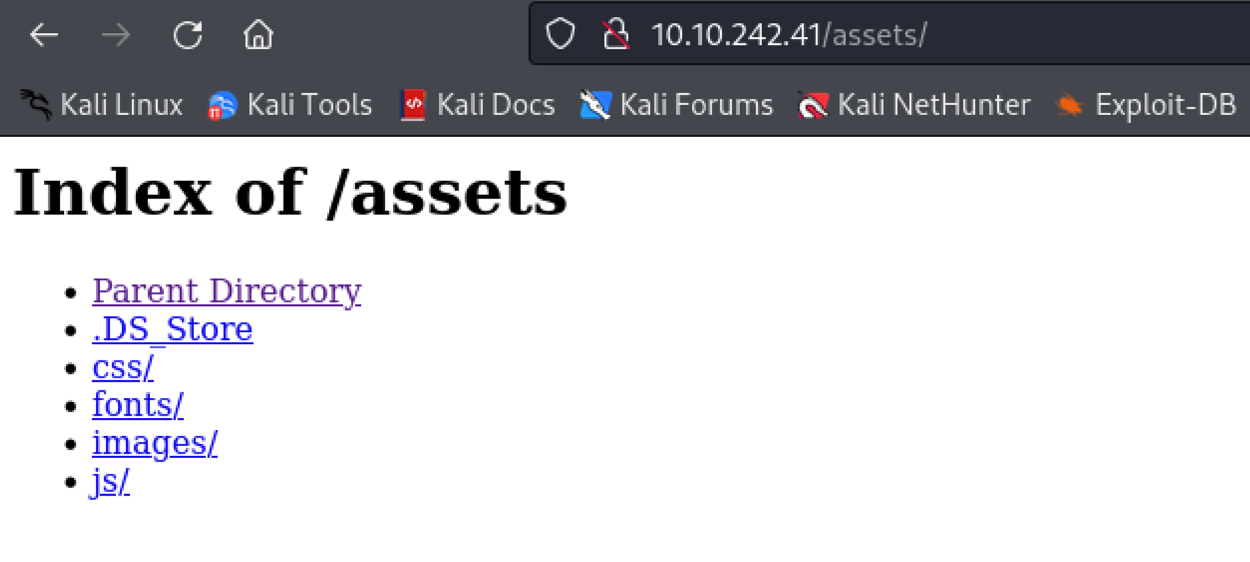 10.10.242.41/assets/
Kali Linux Kali Tools Kali Docs Kali Forums Kali NetHunter Exploit-DB
Index of /assets
Parent Directory
.DS_Store
css/
fonts/
images/
js/